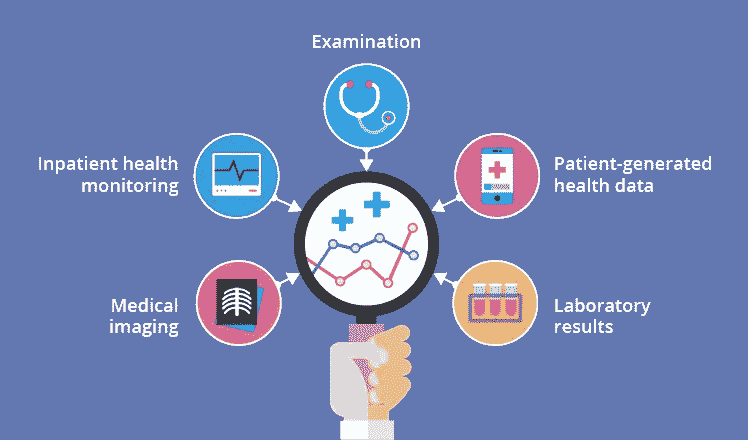 Examination
Inpatient health
monitoring
Patient-generated
health data
Medical
imaging
Laboratory
results